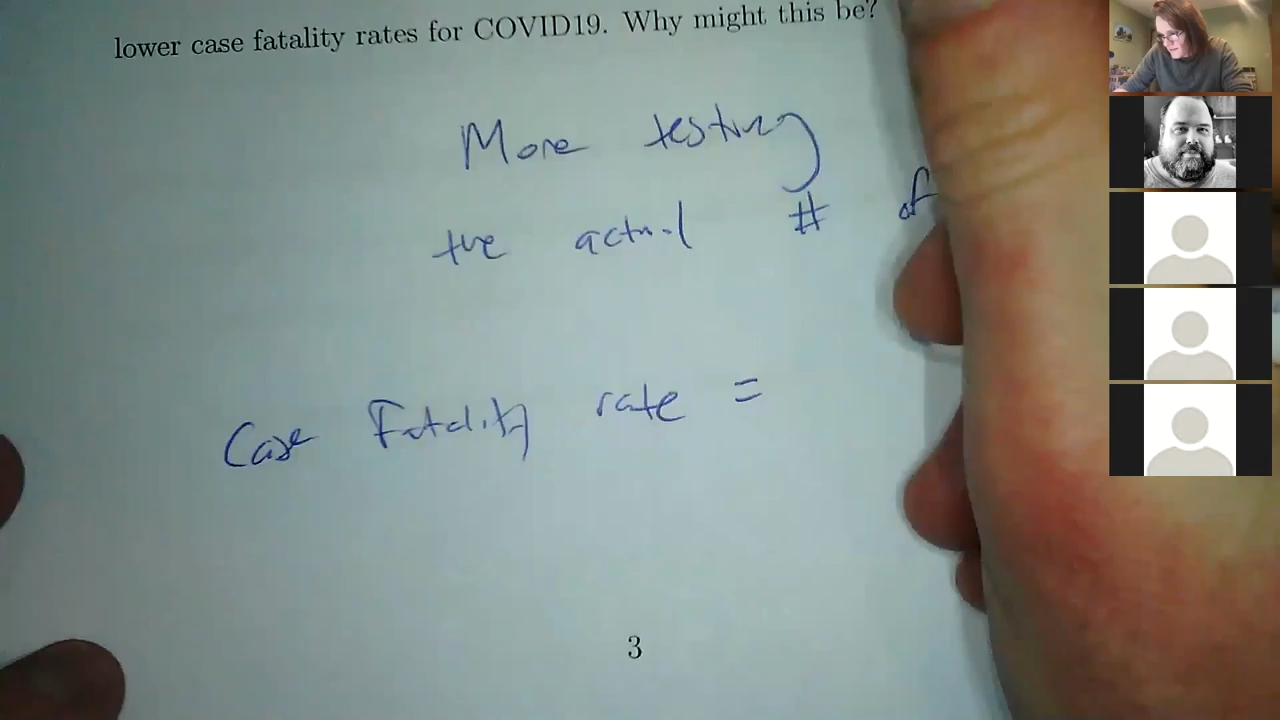 lower case fatality rates for COVID19. Why might this be?
More testing
the actual # of
Case Fatality rate =
3